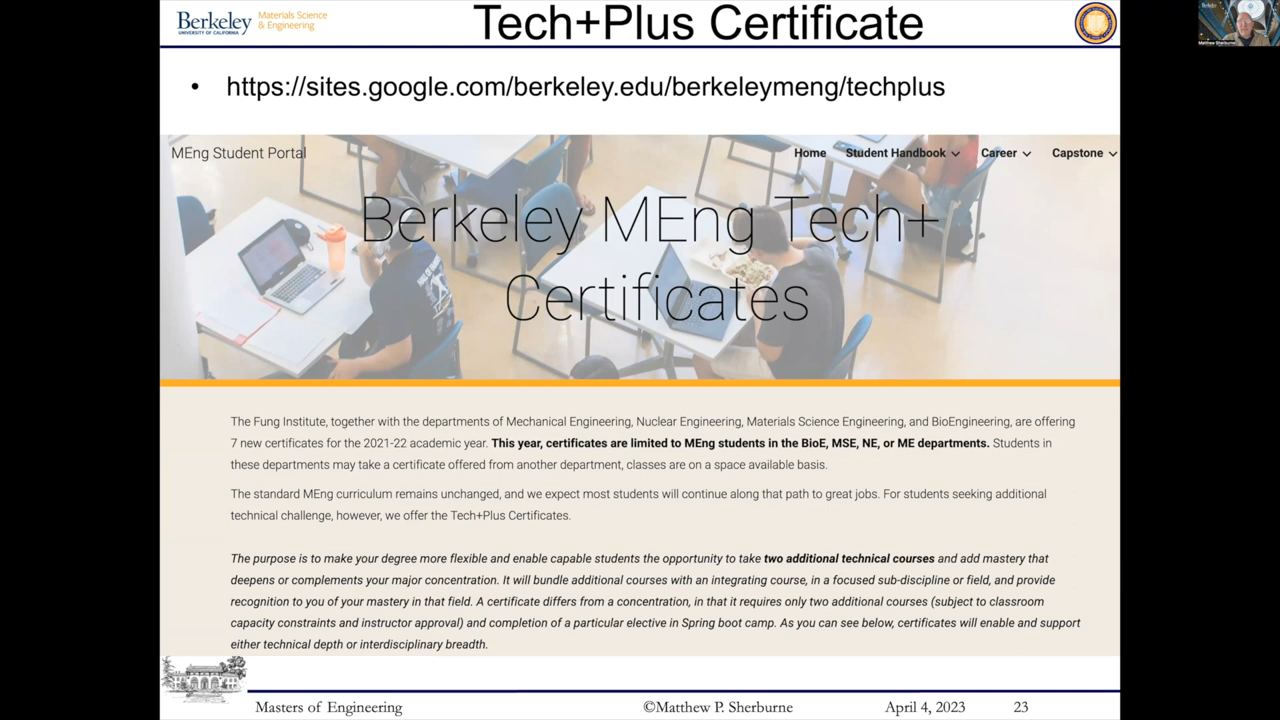 Berkeley
UNIVERSITY OF CALIFORNIA
Materials Science
& Engineering
Tech+Plus Certificate
Matthew Sherburne
• https://sites.google.com/berkeley.edu/berkeleymeng/techplus
MEng Student Portal
Home Student Handbook Career Capstone
Berkeley MEng Tech+
Certificates
The Fung Institute, together with the departments of Mechanical Engineering, Nuclear Engineering, Materials Science Engineering, and BioEngineering, are offering
7 new certificates for the 2021-22 academic year. This year, certificates are limited to MEng students in the BioE, MSE, NE, or ME departments. Students in
these departments may take a certificate offered from another department, classes are on a space available basis.
The standard MEng curriculum remains unchanged, and we expect most students will continue along that path to great jobs. For students seeking additional
technical challenge, however, we offer the Tech+Plus Certificates.
The purpose is to make your degree more flexible and enable capable students the opportunity to take two additional technical courses and add mastery that
deepens or complements your major concentration. It will bundle additional courses with an integrating course, in a focused sub-discipline or field, and provide
recognition to you of your mastery in that field. A certificate differs from a concentration, in that it requires only two additional courses (subject to classroom
capacity constraints and instructor approval) and completion of a particular elective in Spring boot camp. As you can see below, certificates will enable and support
either technical depth or interdisciplinary breadth.
Masters of Engineering ©Matthew P. Sherburne April 4, 2023 23